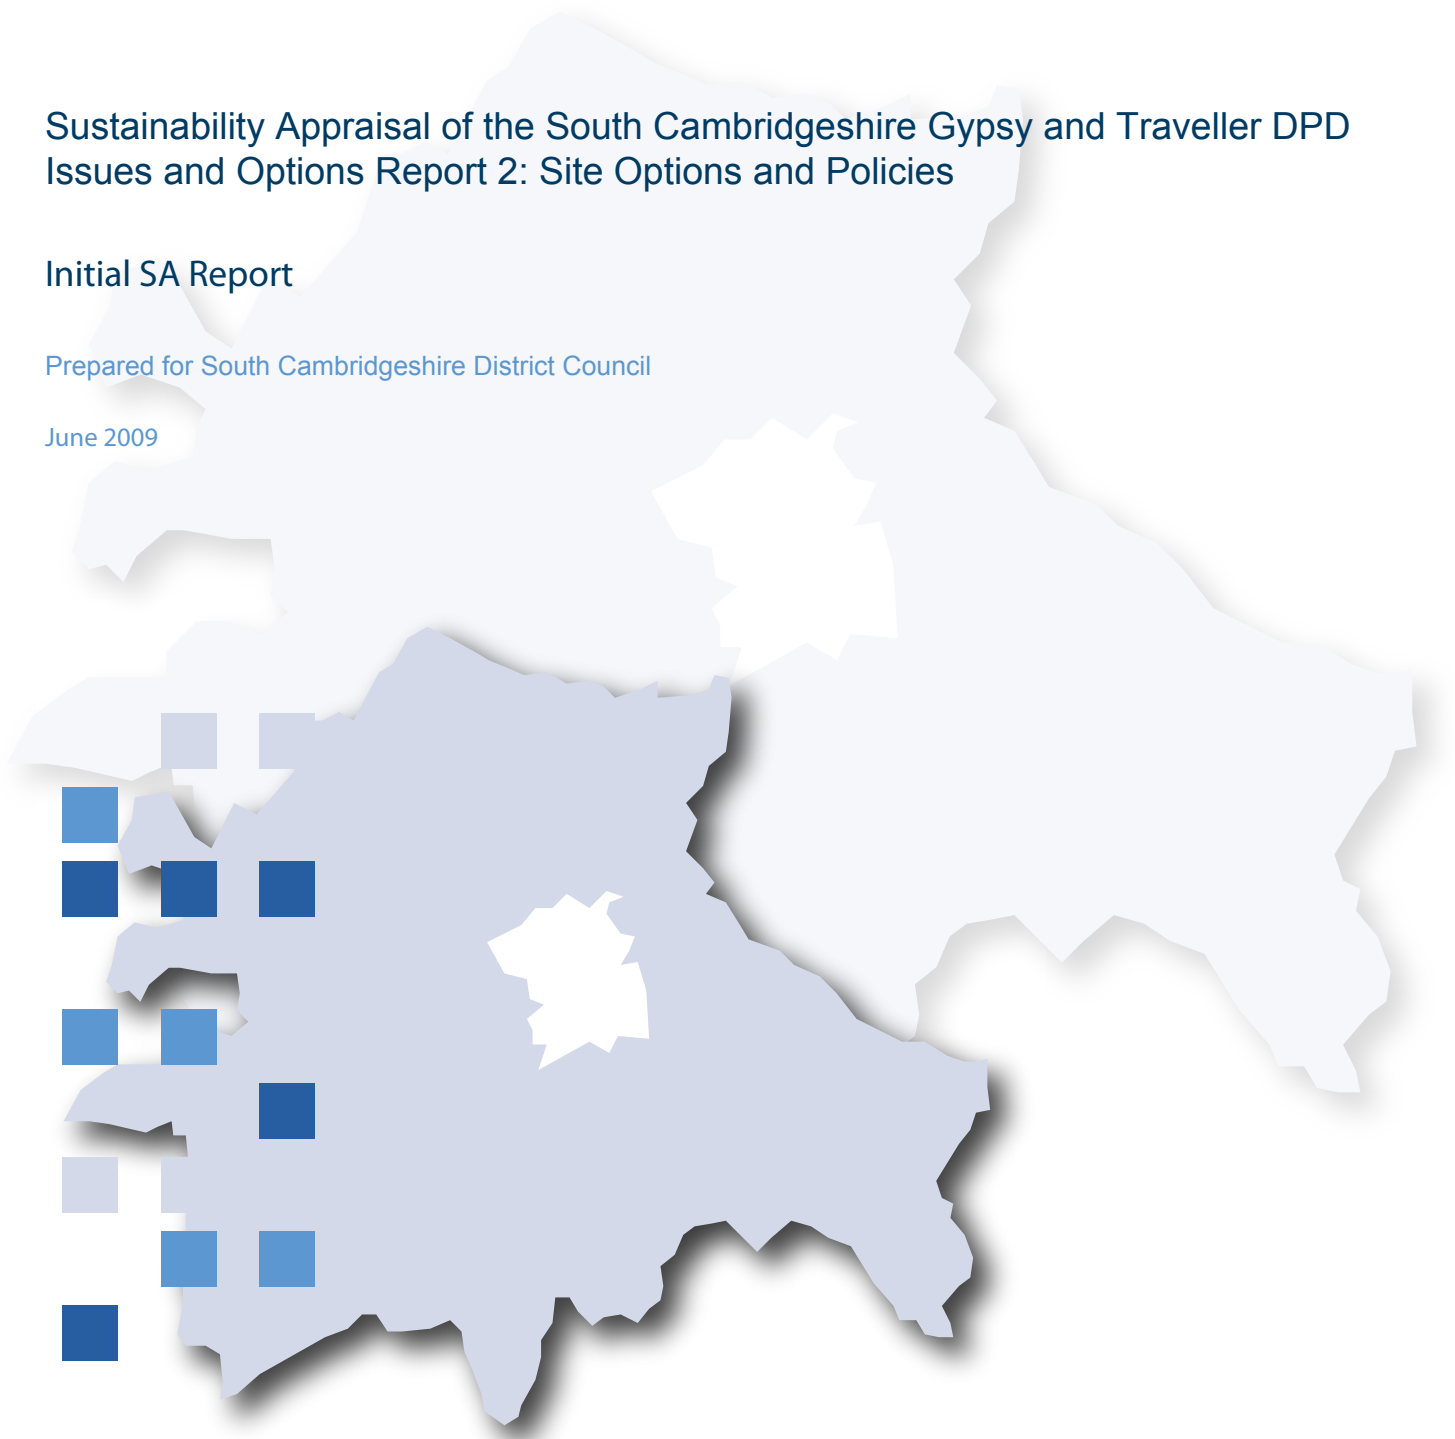 Sustainability Appraisal of the South Cambridgeshire Gypsy and Traveller DPD
Issues and Options Report 2: Site Options and Policies
Initial SA Report
Prepared for South Cambridgeshire District Council
June 2009